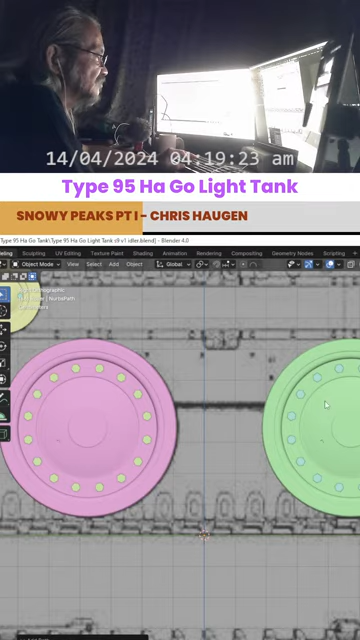 14/04/2024 04:19:23 am
Type 95 Ha Go Light Tank
SNOWY PEAKS PT I - CHRIS HAUGEN
Type 95 Ha Go Tank\Type 95 Ha Go Light Tank c9 v1 idler.blend] - Blender 4.0
Sculpting UV Editing Texture Paint Shading Animation Rendering Compositing Geometry Nodes Scripting +
Object Mode View Select Add Object Global